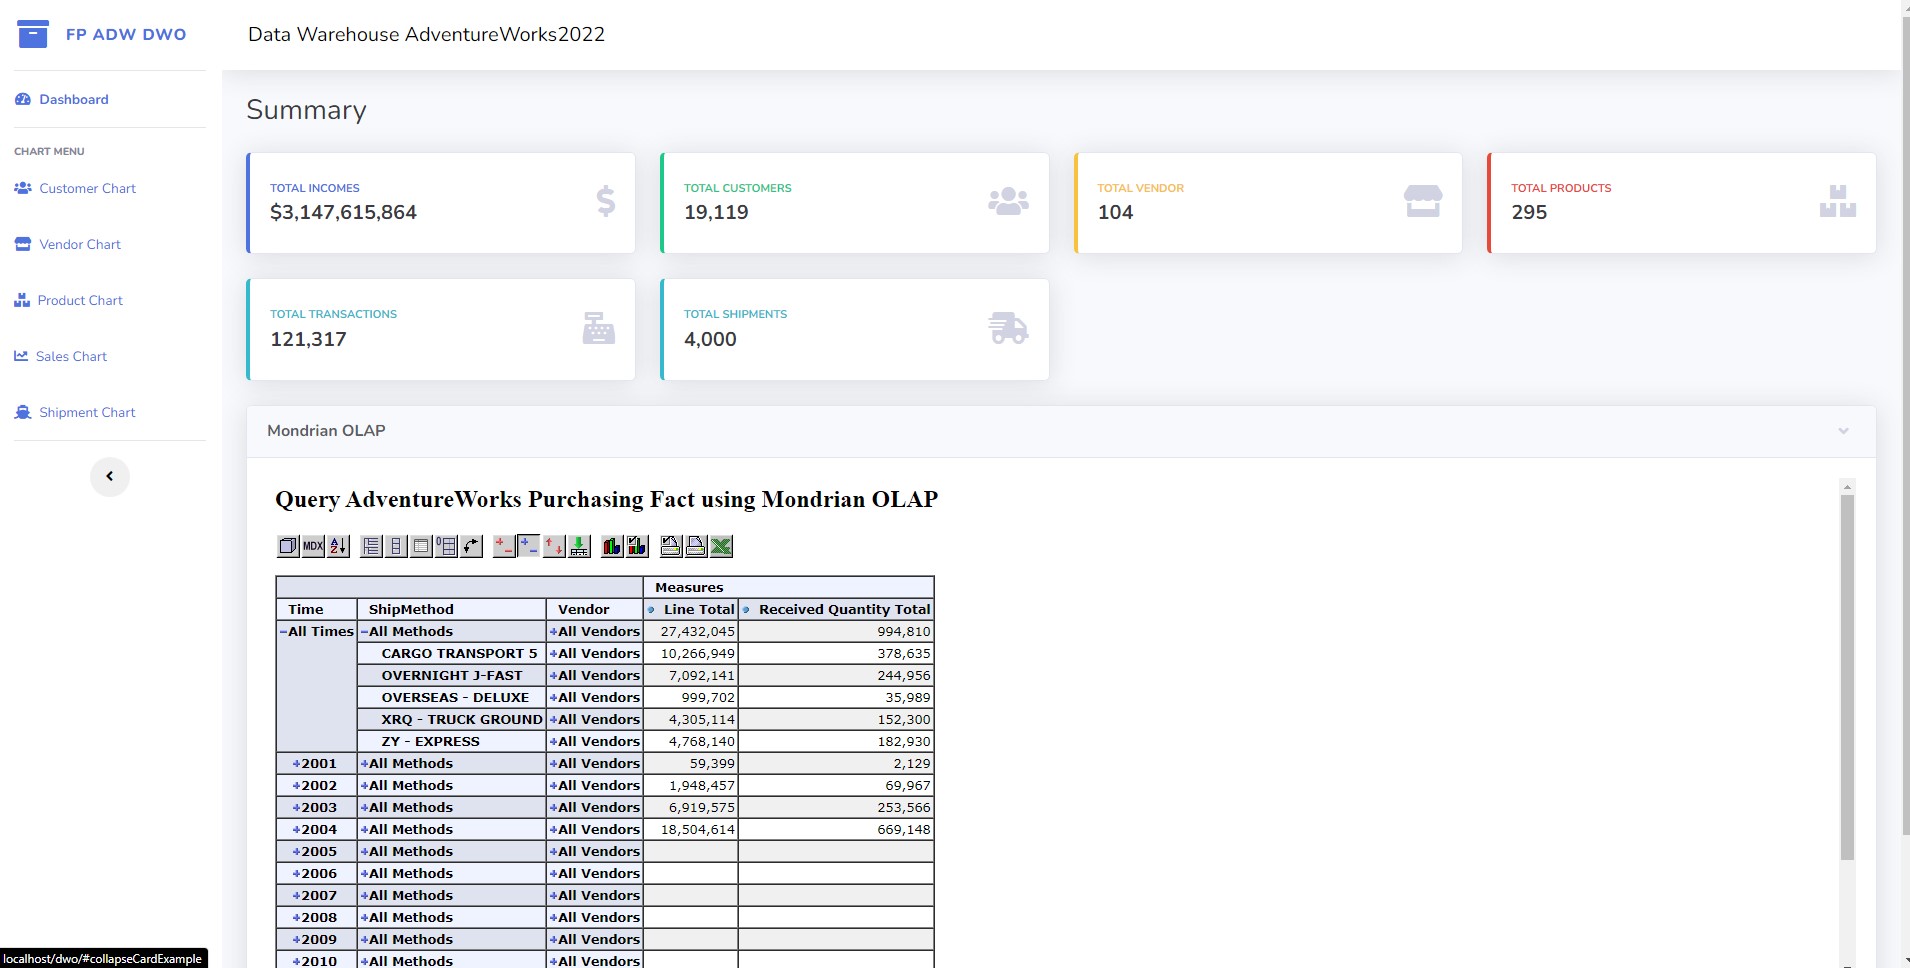 FP ADW DWO
Data Warehouse AdventureWorks2022
Dashboard
CHART MENU
Customer Chart
Vendor Chart
Product Chart
Sales Chart
Shipment Chart
Summary
TOTAL INCOMES
$3,147,615,864
TOTAL CUSTOMERS
19,119
TOTAL VENDOR
104
TOTAL PRODUCTS
295
TOTAL TRANSACTIONS
121,317
TOTAL SHIPMENTS
4,000
Mondrian OLAP
Query AdventureWorks Purchasing Fact using Mondrian OLAP
MDX
Measures
Time ShipMethod Vendor Line Total Received Quantity Total
All Times All Methods All Vendors 27,432,045 994,810
CARGO TRANSPORT 5 All Vendors 10,266,949 378,635
OVERNIGHT J-FAST All Vendors 7,092,141 244,956
OVERSEAS - DELUXE All Vendors 999,702 35,989
XRQ - TRUCK GROUND All Vendors 4,305,114 152,300
ZY - EXPRESS All Vendors 4,768,140 182,930
2001 All Methods All Vendors 59,399 2,129
2002 All Methods All Vendors 1,948,457 69,967
2003 All Methods All Vendors 6,919,575 253,566
2004 All Methods All Vendors 18,504,614 669,148
2005 All Methods All Vendors
2006 All Methods All Vendors
2007 All Methods All Vendors
2008 All Methods All Vendors
2009 All Methods All Vendors
2010 All Methods All Vendors
localhost/dwo/#collapseCardExample